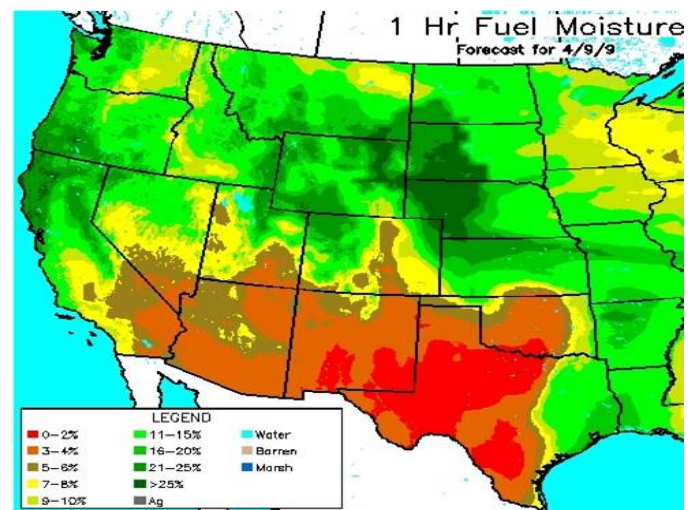 1 Hr Fuel Moisture
Forecast for 4/9/9
LEGEND
0-2%
3-4%
5-6%
7-8%
9-10%
11-15%
16-20%
21-25%
>25%
Ag
Water
Barren
Marsh